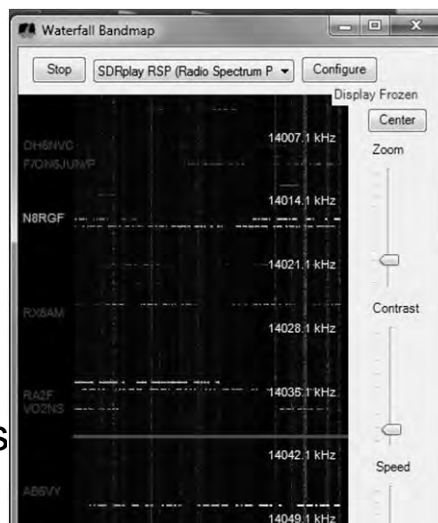 Waterfall Bandmap
Stop SDRplay RSP (Radio Spectrum P Configure
Display Frozen
Center
14007.1 kHz
OH6NVC
Zoom
F/ON6JUN/P
14014.1 kHz
N8RGF
14021.1 kHz
Contrast
RX6AM
14028.1 kHz
14035.1 kHz
RA2F
VO2NS
s
14042.1 kHz
Speed
AB6VY
14049.1 kHz